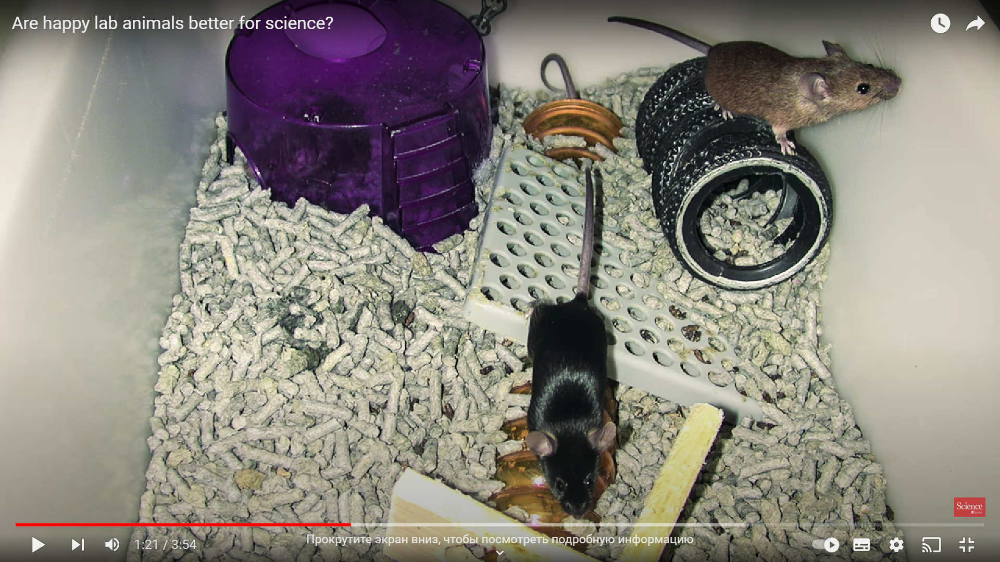 Are happy lab animals better for science?
Science
AAAS
1:21 / 3:54
Прокрутите экран вниз, чтобы посмотреть подробную информацию